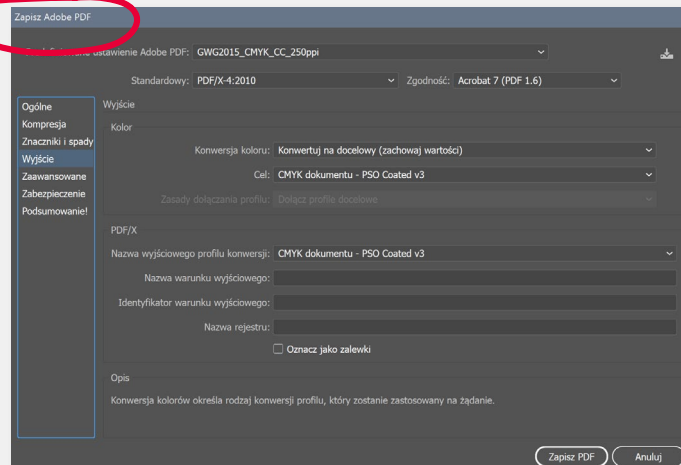 Zapisz Adobe PDF
ustawienie Adobe PDF: GWG2015_CMYK_CC_250ppi
Standardowy: PDF/X-4:2010 Zgodność: Acrobat 7 (PDF 1.6)
Ogólne
Kompresja
Znaczniki i spady
Wyjście
Zaawansowane
Zabezpieczenie
Podsumowanie!
Wyjście
Kolor
Konwersja koloru: Konwertuj na docelowy (zachowaj wartości)
Cel: CMYK dokumentu - PSO Coated v3
Zasady dołączania profilu: Dołącz profile docelowe
PDF/X
Nazwa wyjściowego profilu konwersji: CMYK dokumentu - PSO Coated v3
Nazwa warunku wyjściowego:
Identyfikator warunku wyjściowego:
Nazwa rejestru:
Oznacz jako zalewki
Opis
Konwersja kolorów określa rodzaj konwersji profilu, który zostanie zastosowany na żądanie.
Zapisz PDF Anuluj